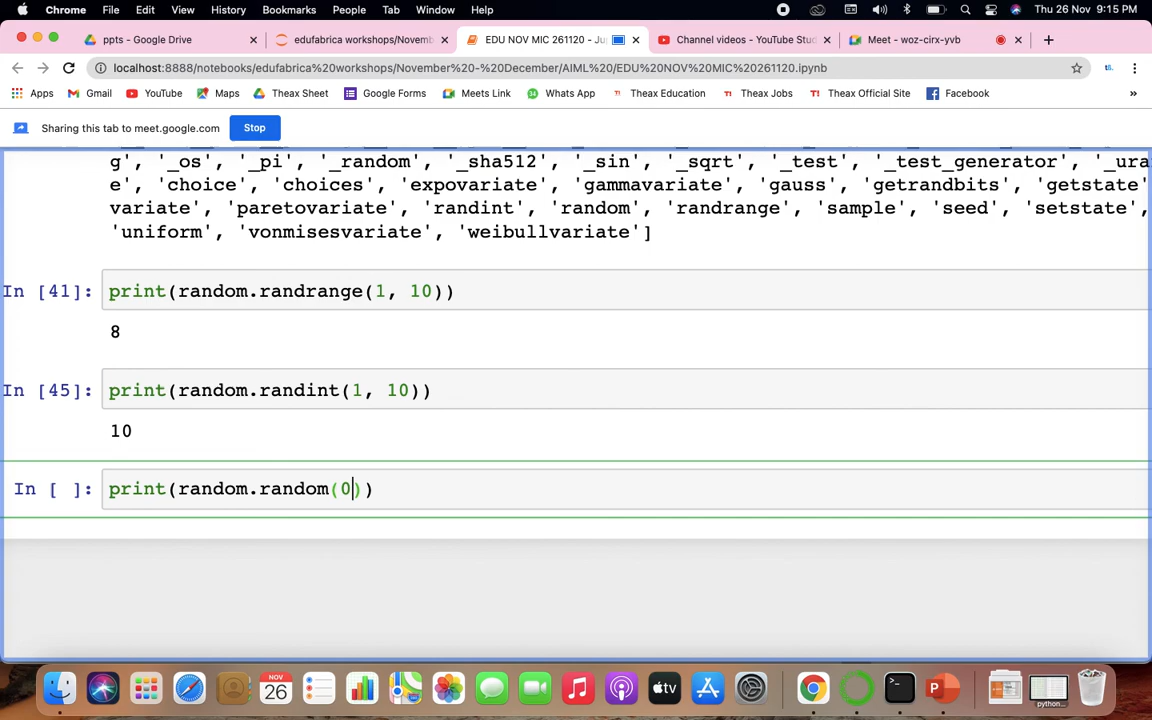 Chrome File Edit View History Bookmarks People Tab Window Help Thu 26 Nov 9:15 PM
ppts - Google Drive edufabrica workshops/Novemb EDU NOV MIC 261120 - Ju Channel videos - YouTube Stud Meet - woz-cirx-yvb
localhost:8888/notebooks/edufabrica%20workshops/November%20-%20December/AIML%20/EDU%20NOV%20MIC%20261120.ipynb
Apps Gmail YouTube Maps Theax Sheet Google Forms Meets Link Whats App Theax Education Theax Jobs Theax Official Site Facebook »
Sharing this tab to meet.google.com Stop
g', '_os', '_pi', '_random', '_sha512', '_sin', '_sqrt', '_test', '_test_generator', '_ura
e', 'choice', 'choices', 'expovariate', 'gammavariate', 'gauss', 'getrandbits', 'getstate'
variate', 'paretovariate', 'randint', 'random', 'randrange', 'sample', 'seed', 'setstate',
'uniform', 'vonmisesvariate', 'weibullvariate']
In [41]: print(random.randrange(1, 10))
8
In [45]: print(random.randint(1, 10))
10
In [ ]: print(random.random(0))
NOV
26
tv
python...